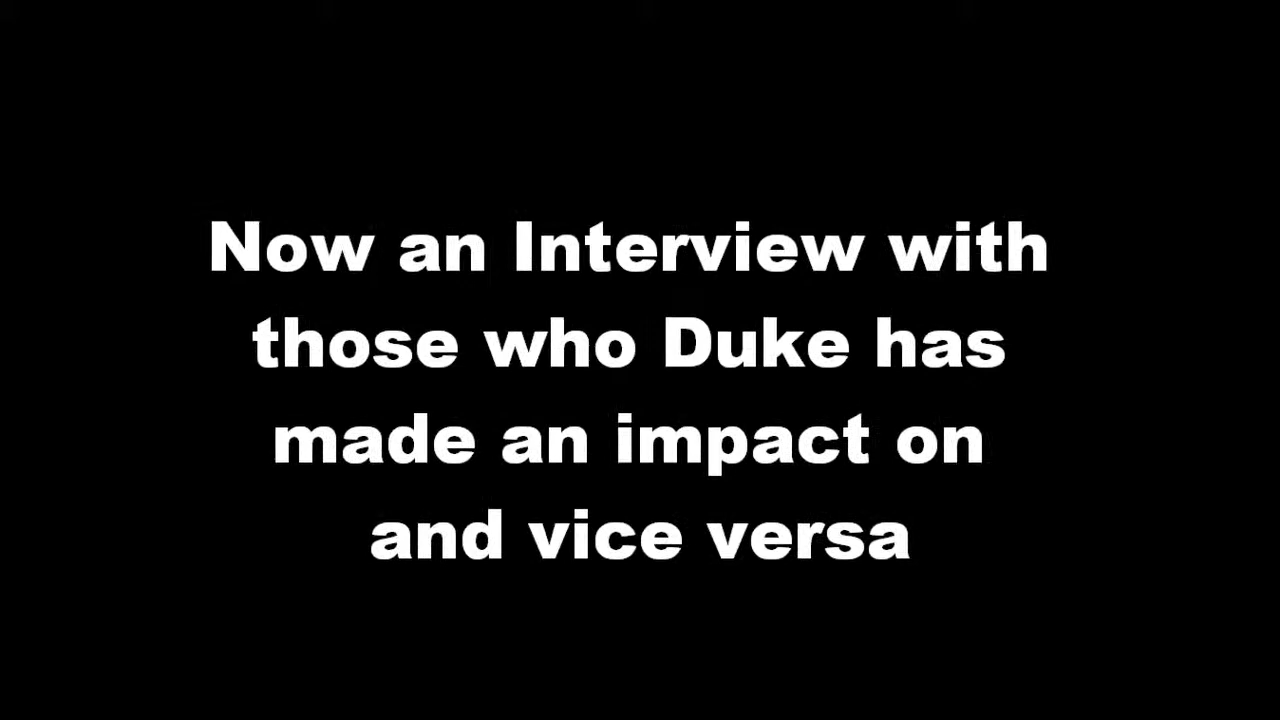 Now an Interview with
those who Duke has
made an impact on
and vice versa